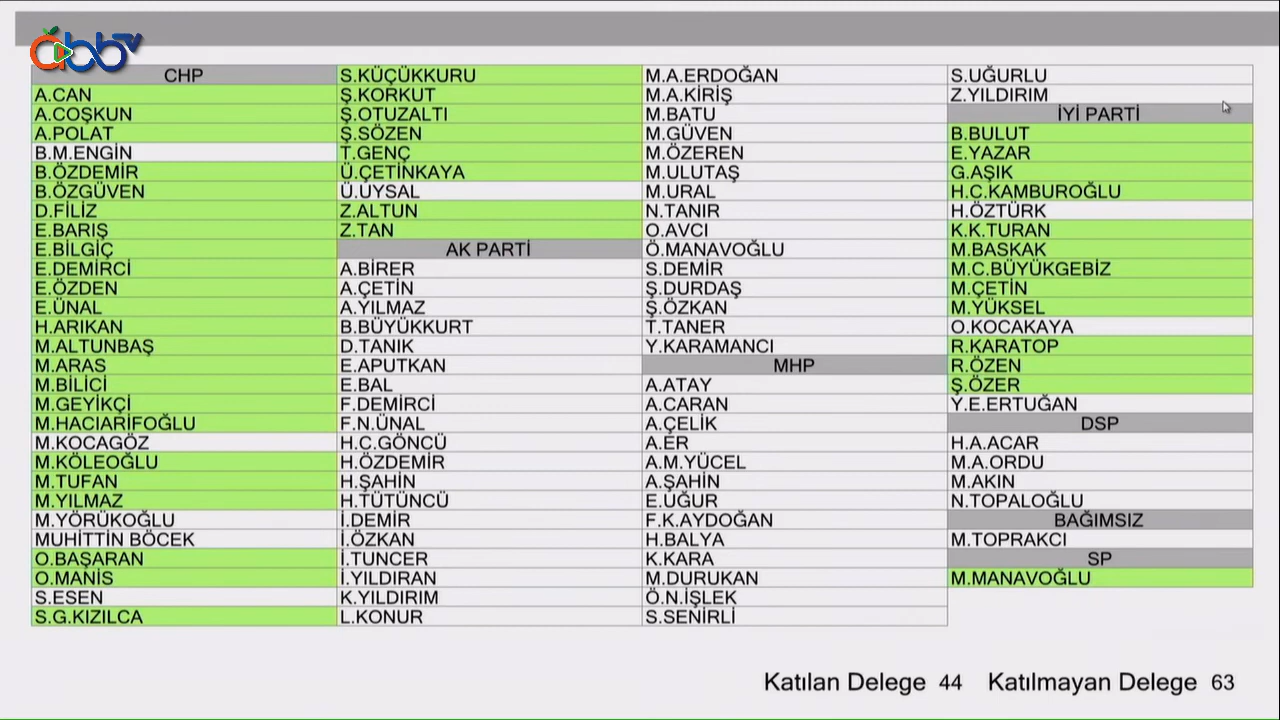 abb TV
CHP
A.CAN
A.COŞKUN
A.POLAT
B.M.ENGİN
B.ÖZDEMİR
B.ÖZGÜVEN
D.FİLİZ
E.BARIŞ
E.BİLGİÇ
E.DEMİRCİ
E.ÖZDEN
E.ÜNAL
H.ARIKAN
M.ALTUNBAŞ
M.ARAS
M.BİLİCİ
M.GEYİKÇİ
M.HACIARİFOĞLU
M.KOCAGÖZ
M.KÖLEOĞLU
M.TUFAN
M.YILMAZ
M.YÖRÜKOĞLU
MUHİTTİN BÖCEK
O.BAŞARAN
O.MANİS
S.ESEN
S.G.KIZILCA
S.KÜÇÜKKURU
Ş.KORKUT
Ş.OTUZALTI
Ş.SÖZEN
T.GENÇ
Ü.ÇETİNKAYA
Ü.UYSAL
Z.ALTUN
Z.TAN
AK PARTİ
A.BİRER
A.ÇETİN
A.YILMAZ
B.BÜYÜKKURT
D.TANIK
E.APUTKAN
E.BAL
F.DEMİRCİ
F.N.ÜNAL
H.C.GÖNCÜ
H.ÖZDEMİR
H.ŞAHİN
H.TÜTÜNCÜ
İ.DEMİR
İ.ÖZKAN
İ.TUNCER
İ.YILDIRAN
K.YILDIRIM
L.KONUR
M.A.ERDOĞAN
M.A.KİRİŞ
M.BATU
M.GÜVEN
M.ÖZEREN
M.ULUTAŞ
M.URAL
N.TANIR
O.AVCI
Ö.MANAVOĞLU
S.DEMİR
Ş.DURDAŞ
Ş.ÖZKAN
T.TANER
Y.KARAMANCI
MHP
A.ATAY
A.CARAN
A.ÇELİK
A.ER
A.M.YÜCEL
A.ŞAHİN
E.UĞUR
F.K.AYDOĞAN
H.BALYA
K.KARA
M.DURUKAN
Ö.N.İŞLEK
S.SENİRLİ
S.UĞURLU
Z.YILDIRIM
İYİ PARTİ
B.BULUT
E.YAZAR
G.AŞIK
H.C.KAMBUROĞLU
H.ÖZTÜRK
K.K.TURAN
M.BASKAK
M.C.BÜYÜKGEBİZ
M.ÇETİN
M.YÜKSEL
O.KOCAKAYA
R.KARATOP
R.ÖZEN
Ş.ÖZER
Y.E.ERTUĞAN
DSP
H.A.ACAR
M.A.ORDU
M.AKIN
N.TOPALOĞLU
BAĞIMSIZ
M.TOPRAKCI
SP
M.MANAVOĞLU
Katılan Delege 44 Katılmayan Delege 63